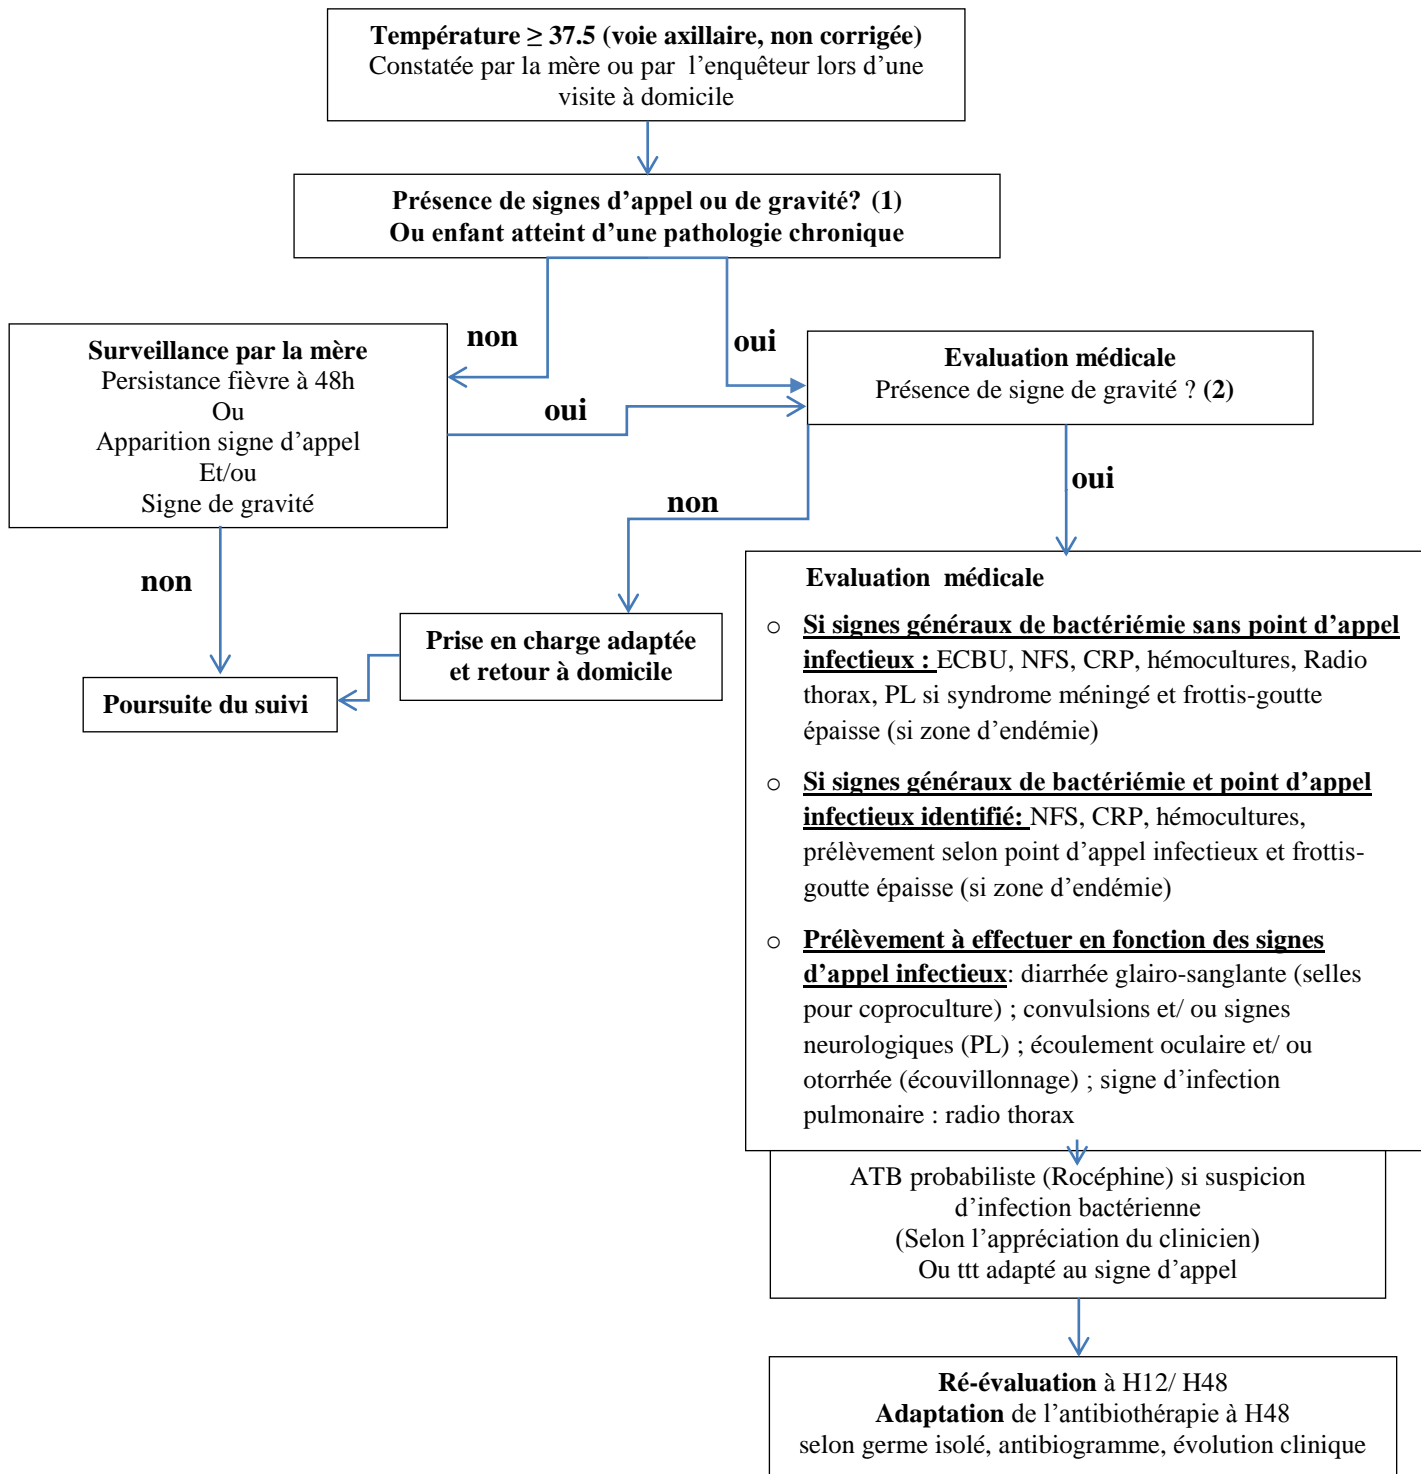 Température ≥ 37.5 (voie axillaire, non corrigée)
Constatée par la mère ou par l’enquêteur lors d’une
visite à domicile
Présence de signes d’appel ou de gravité? (1)
Ou enfant atteint d’une pathologie chronique
non
oui
Surveillance par la mère
Persistance fièvre à 48h
Ou
Apparition signe d’appel
Et/ou
Signe de gravité
oui
Evaluation médicale
Présence de signe de gravité ? (2)
non
oui
non
Prise en charge adaptée
et retour à domicile
Poursuite du suivi
Evaluation médicale
o Si signes généraux de bactériémie sans point d’appel
infectieux : ECBU, NFS, CRP, hémocultures, Radio
thorax, PL si syndrome méningé et frottis-goutte
épaisse (si zone d’endémie)
o Si signes généraux de bactériémie et point d’appel
infectieux identifié: NFS, CRP, hémocultures,
prélèvement selon point d’appel infectieux et frottis-
goutte épaisse (si zone d’endémie)
o Prélèvement à effectuer en fonction des signes
d’appel infectieux: diarrhée glairo-sanglante (selles
pour coproculture) ; convulsions et/ ou signes
neurologiques (PL) ; écoulement oculaire et/ ou
otorrhée (écouvillonnage) ; signe d’infection
pulmonaire : radio thorax
ATB probabiliste (Rocéphine) si suspicion
d’infection bactérienne
(Selon l’appréciation du clinicien)
Ou ttt adapté au signe d’appel
Ré-évaluation à H12/ H48
Adaptation de l’antibiothérapie à H48
selon germe isolé, antibiogramme, évolution clinique